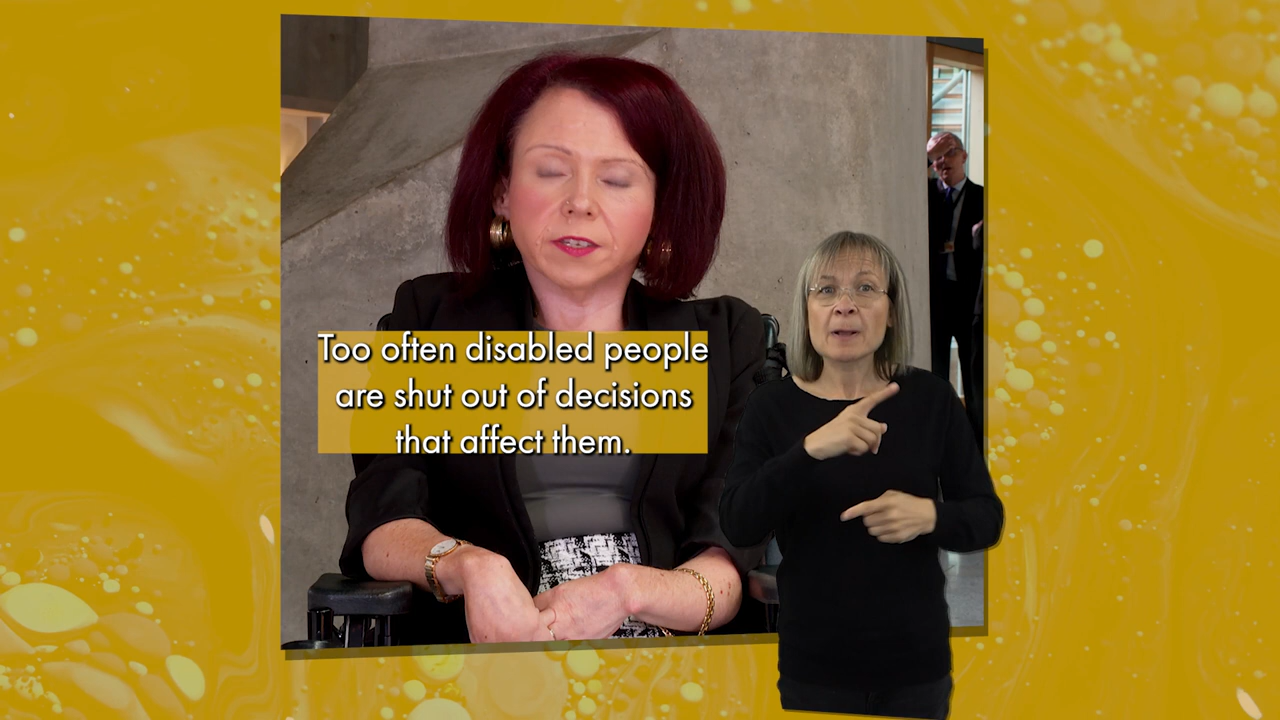 Too often disabled people
are shut out of decisions
that affect them.